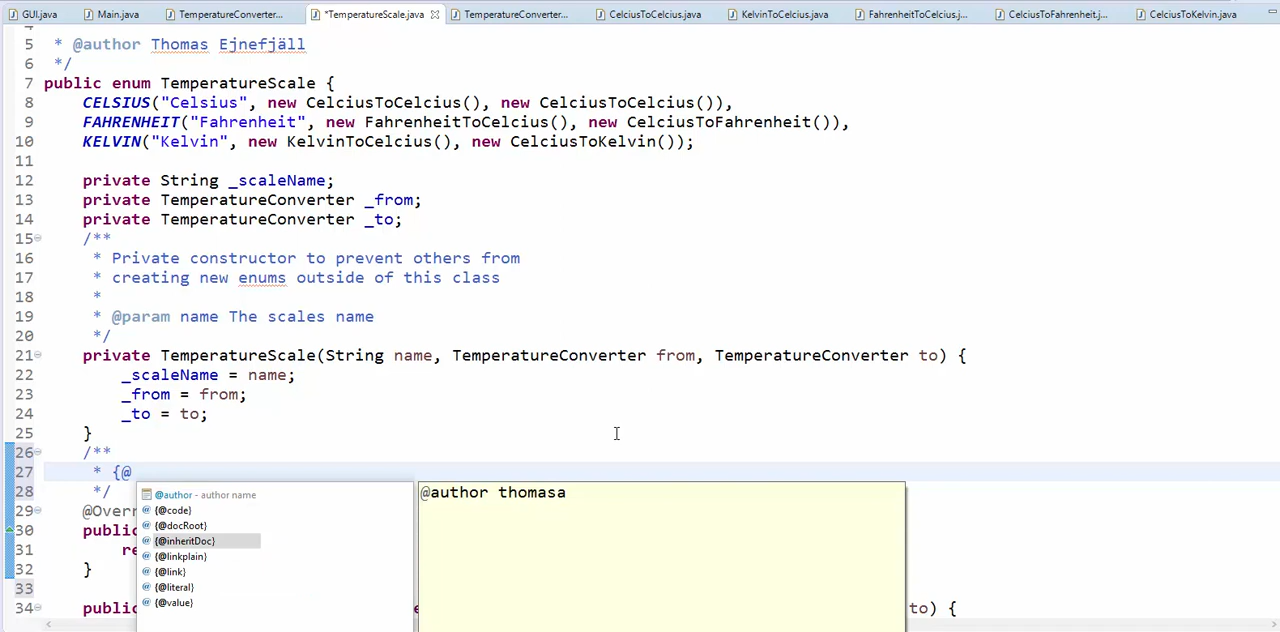 GUI.java Main.java TemperatureConverter... *TemperatureScale.java TemperatureConverter... CelciusToCelcius.java KelvinToCelcius.java FahrenheitToCelcius.j... CelciusToFahrenheit.j... CelciusToKelvin.java
5 * @author Thomas Ejnefjäll
6 */
7 public enum TemperatureScale {
8 CELSIUS("Celsius", new CelciusToCelcius(), new CelciusToCelcius()),
9 FAHRENHEIT("Fahrenheit", new FahrenheitToCelcius(), new CelciusToFahrenheit()),
10 KELVIN("Kelvin", new KelvinToCelcius(), new CelciusToKelvin());
11
12 private String _scaleName;
13 private TemperatureConverter _from;
14 private TemperatureConverter _to;
15 /**
16 * Private constructor to prevent others from
17 * creating new enums outside of this class
18 *
19 * @param name The scales name
20 */
21 private TemperatureScale(String name, TemperatureConverter from, TemperatureConverter to) {
22 _scaleName = name;
23 _from = from;
24 _to = to;
25 }
26 /**
27 * {@
28 */
@author - author name
@author thomasa
{@code}
29 @Overr
{@docRoot}
30 public
{@inheritDoc}
31 re
{@linkplain}
32 }
{@link}
33
{@literal}
{@value}
34 public to) {